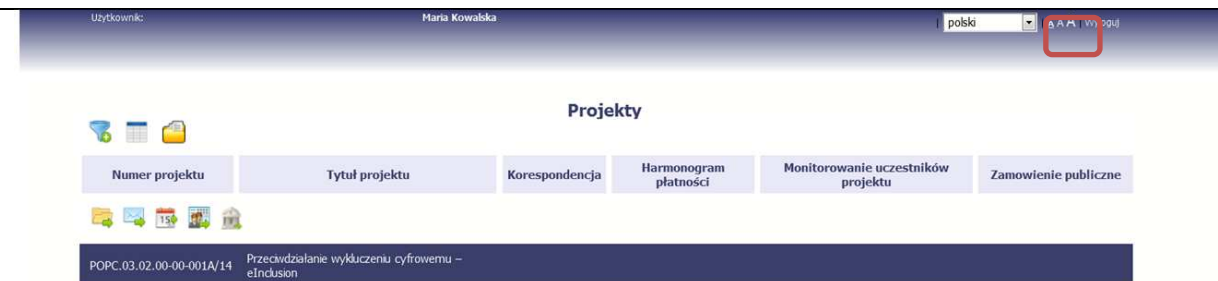 Użytkownik: Maria Kowalska | polski | A A A | Wyloguj
Projekty
Numer projektu Tytuł projektu Korespondencja Harmonogram płatności Monitorowanie uczestników projektu Zamowienie publiczne
15
POPC.03.02.00-00-001A/14 Przeciwdziałanie wykluczeniu cyfrowemu –
eInclusion